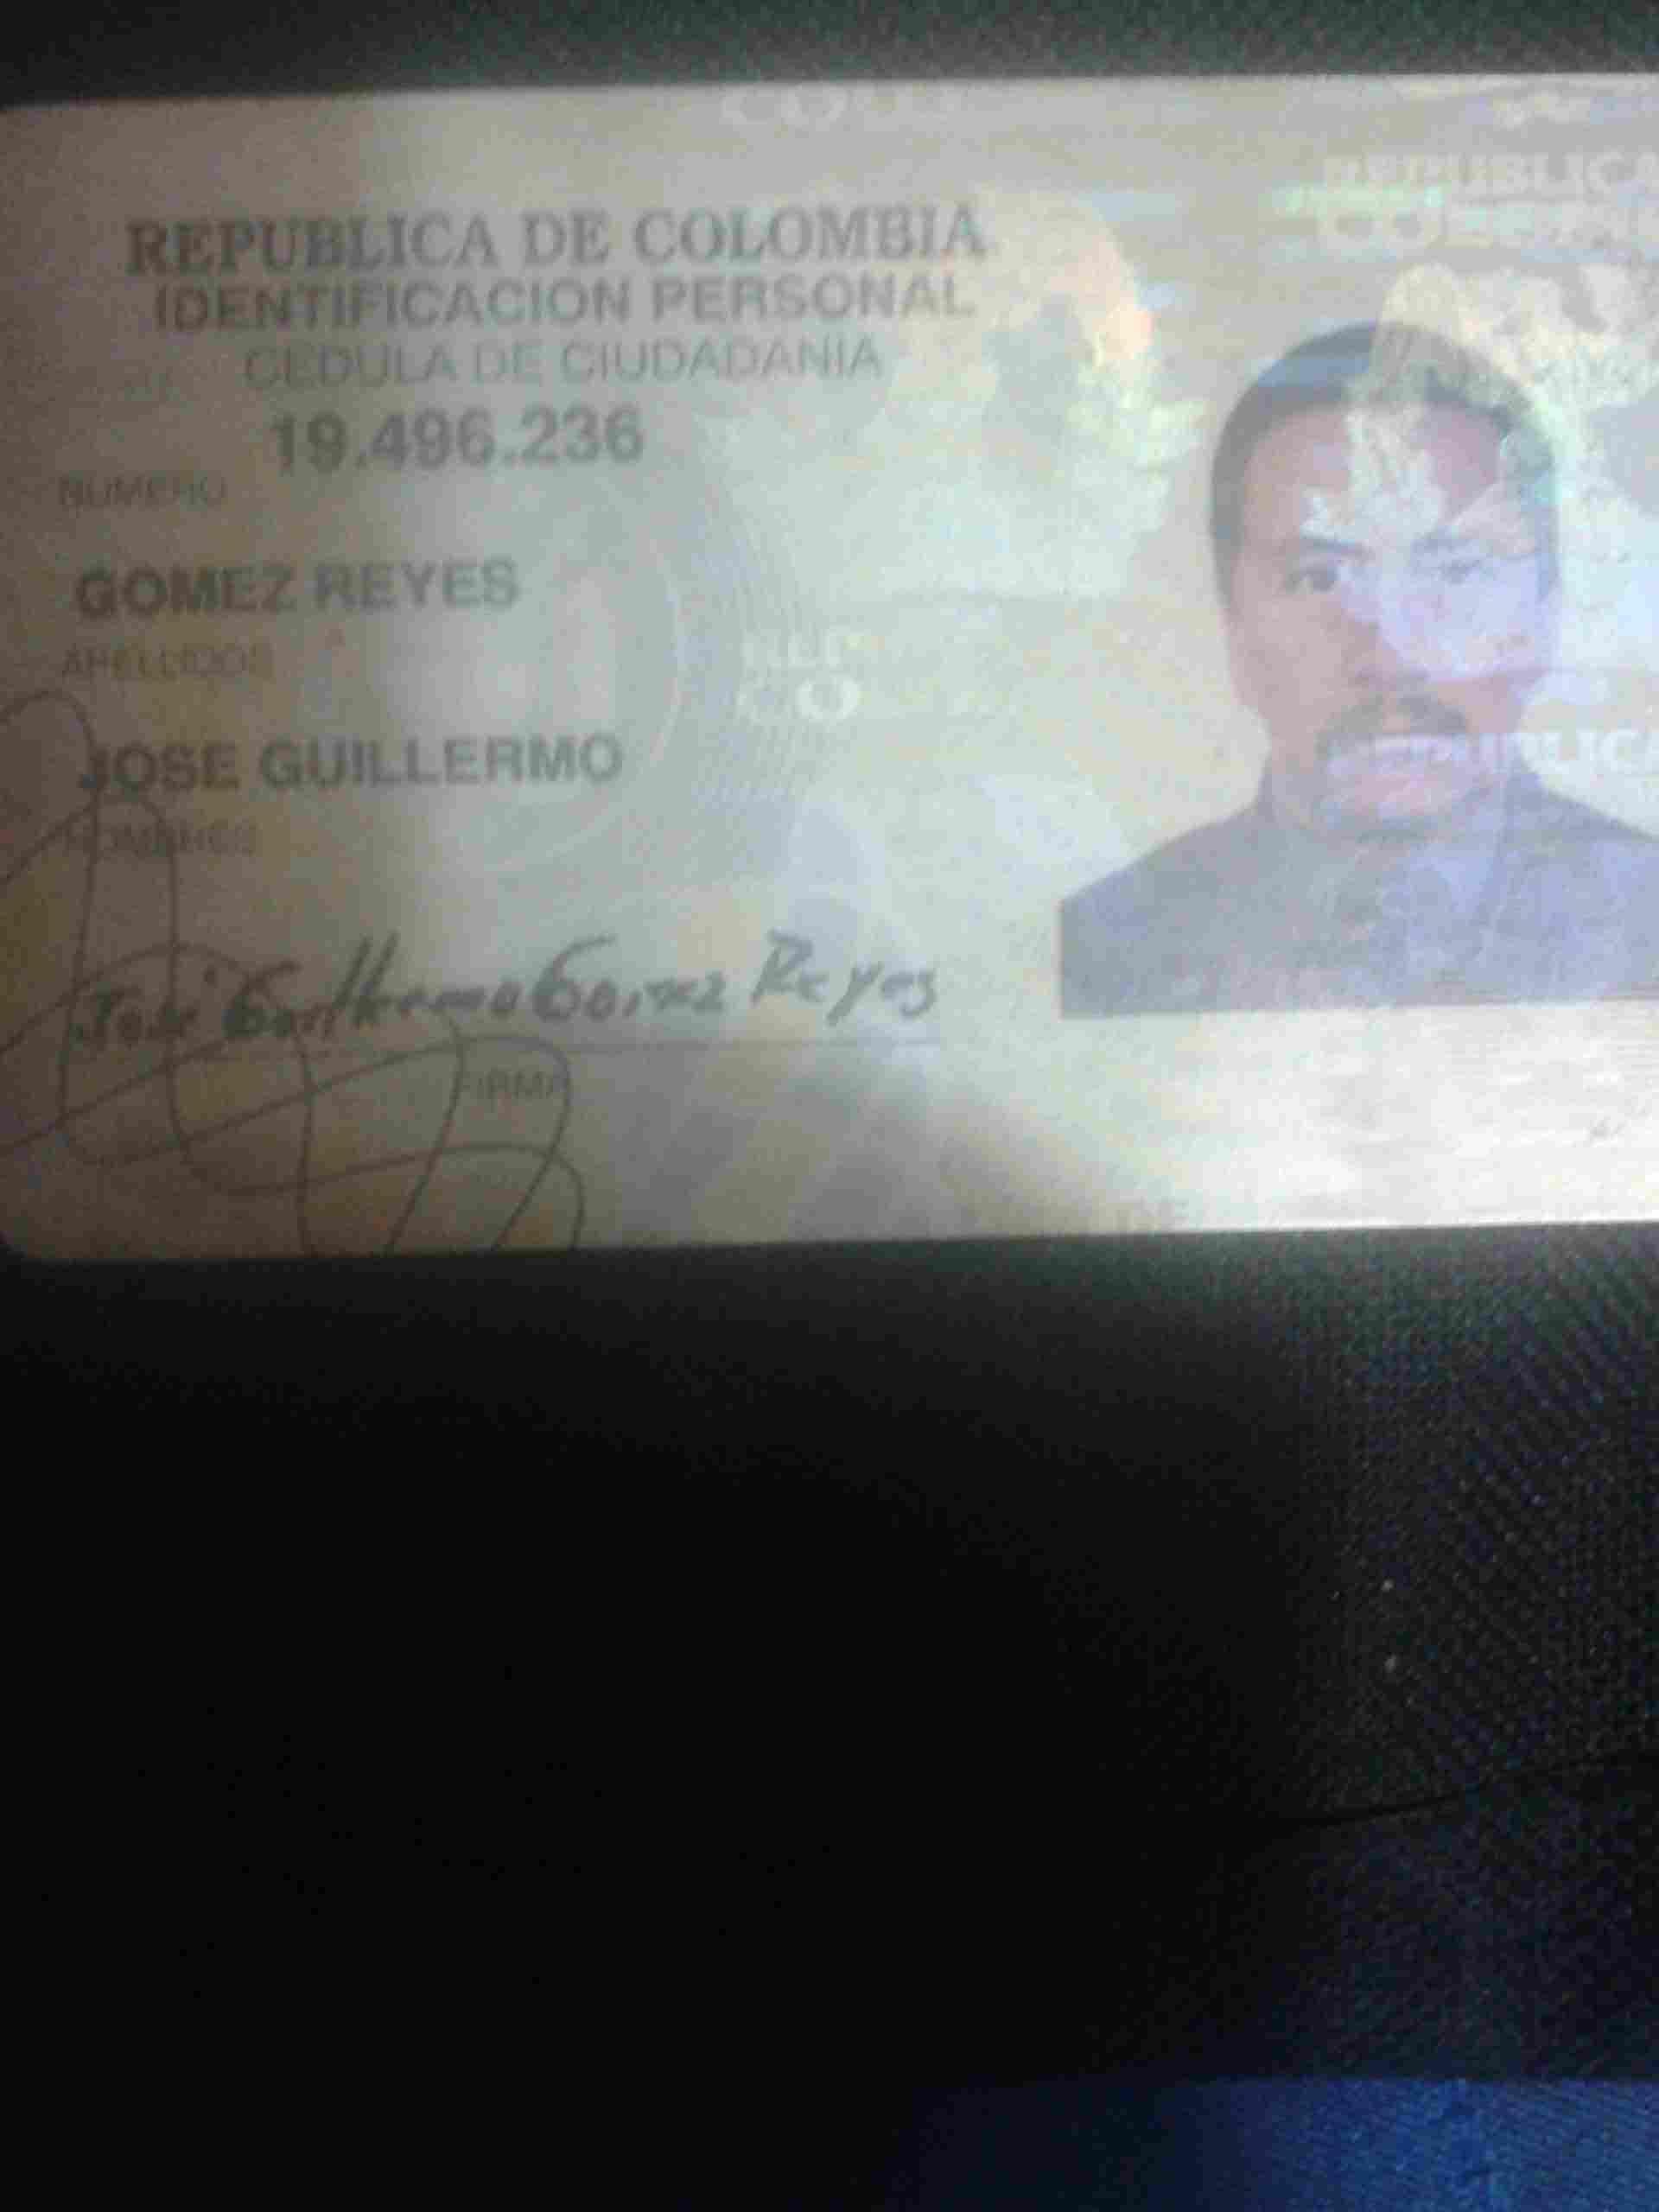 REPUBLICA DE COLOMBIA
IDENTIFICACION PERSONAL
CEDULA DE CIUDADANIA
19.496.236
NUMERO
GOMEZ REYES
APELLIDOS
JOSE GUILLERMO
NOMBRES
José Guillermo Gomez Reyes
FIRMA
REPUBLICA
REPUBLICA